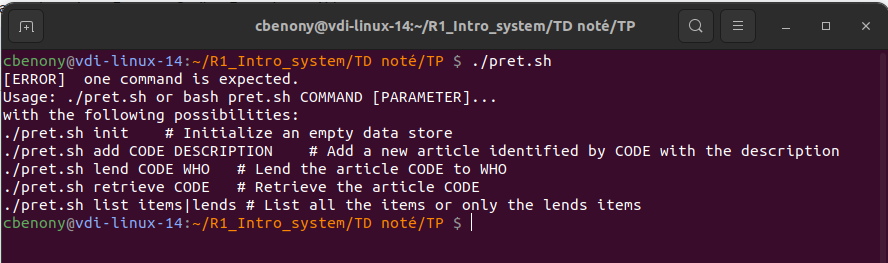 cbenony@vdi-linux-14:~/R1_Intro_system/TD noté/TP
cbenony@vdi-linux-14:~/R1_Intro_system/TD noté/TP $ ./pret.sh
[ERROR]  one command is expected.
Usage: ./pret.sh or bash pret.sh COMMAND [PARAMETER]...
with the following possibilities:
./pret.sh init    # Initialize an empty data store
./pret.sh add CODE DESCRIPTION    # Add a new article identified by CODE with the description
./pret.sh lend CODE WHO   # Lend the article CODE to WHO
./pret.sh retrieve CODE   # Retrieve the article CODE
./pret.sh list items|lends # List all the items or only the lends items
cbenony@vdi-linux-14:~/R1_Intro_system/TD noté/TP $